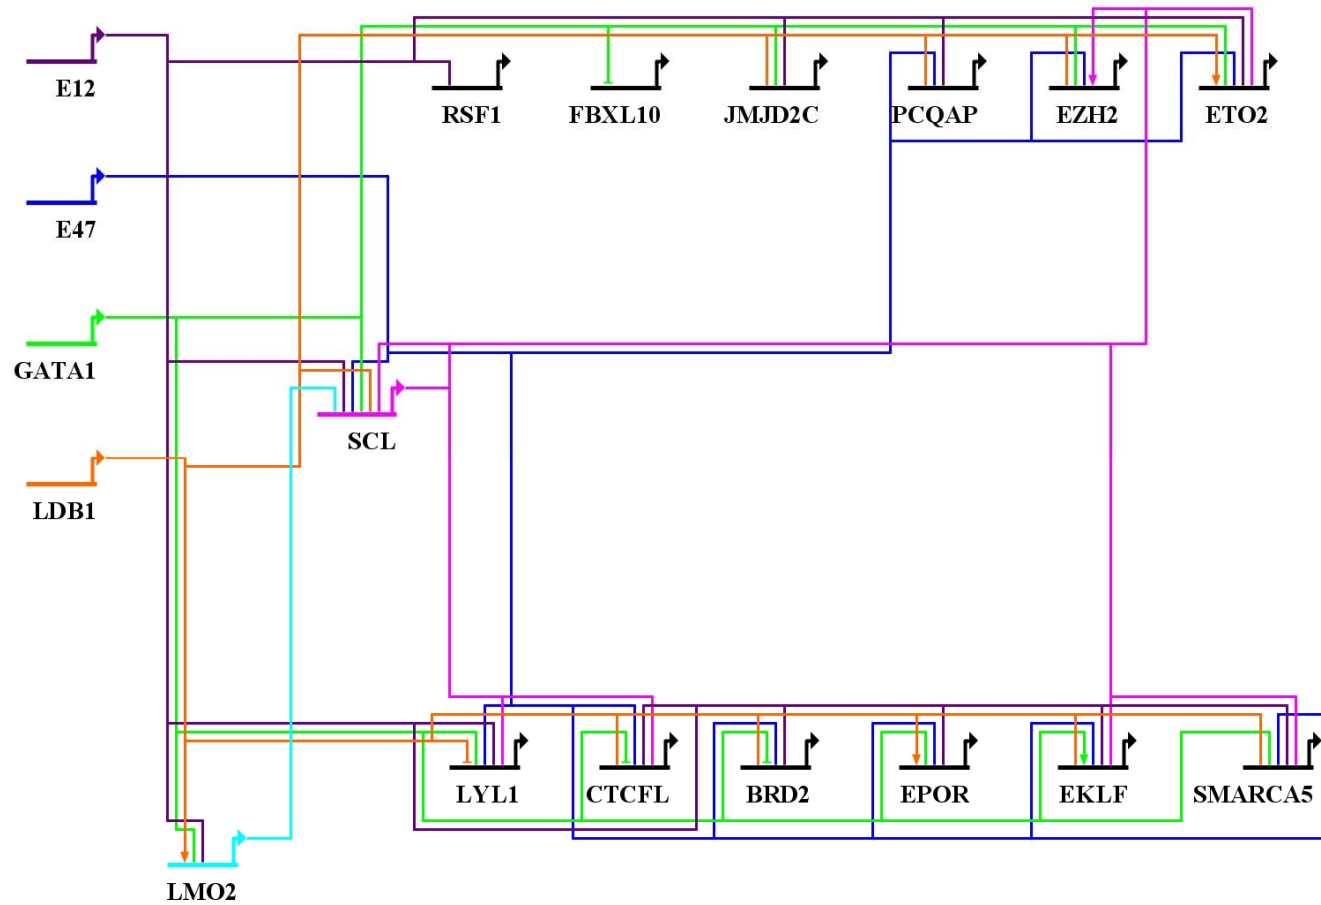 E12
RSF1
FBXL10
JMJD2C
PCQAP
EZH2
ETO2
E47
GATA1
SCL
LDB1
LYL1
CTCFL
BRD2
EPOR
EKLF
SMARCA5
LMO2